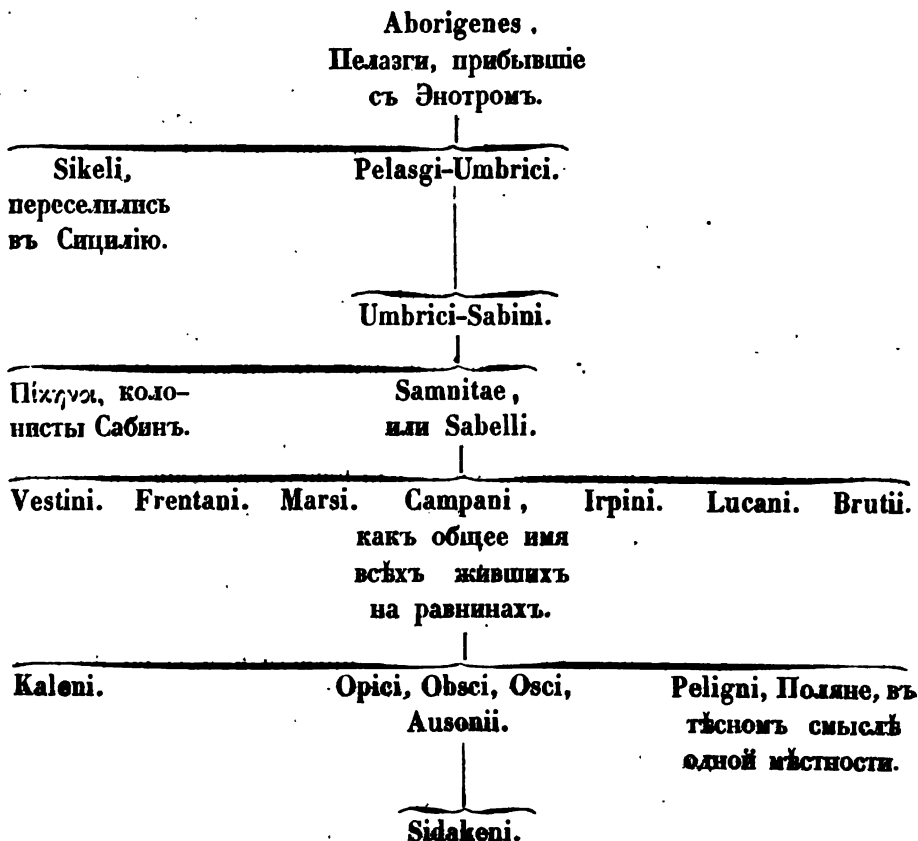 Aborigenes.
Пелазги, прибывшіе
съ Энотромъ.
Sikeli,
переселились
въ Сицилію.
Pelasgi-Umbrici.
Umbrici-Sabini.
Πίκηνοι, коло-
нисты Сабинъ.
Samnitae,
или Sabelli.
Vestini. Frentani. Marsi. Campani, Irpini. Lucani. Brutii.
какъ общее имя
всѣхъ жившихъ
на равнинахъ.
Kaleni.
Opici, Obsci, Osci,
Ausonii.
Peligni, Поляне, въ
тѣсномъ смыслѣ
одной мѣстности.
Sidakeni.